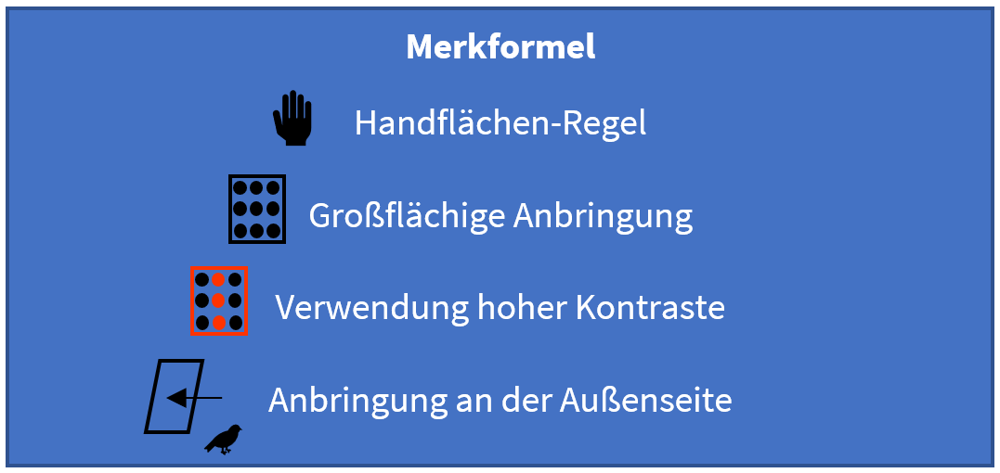 Merkformel
Handflächen-Regel
Großflächige Anbringung
Verwendung hoher Kontraste
Anbringung an der Außenseite